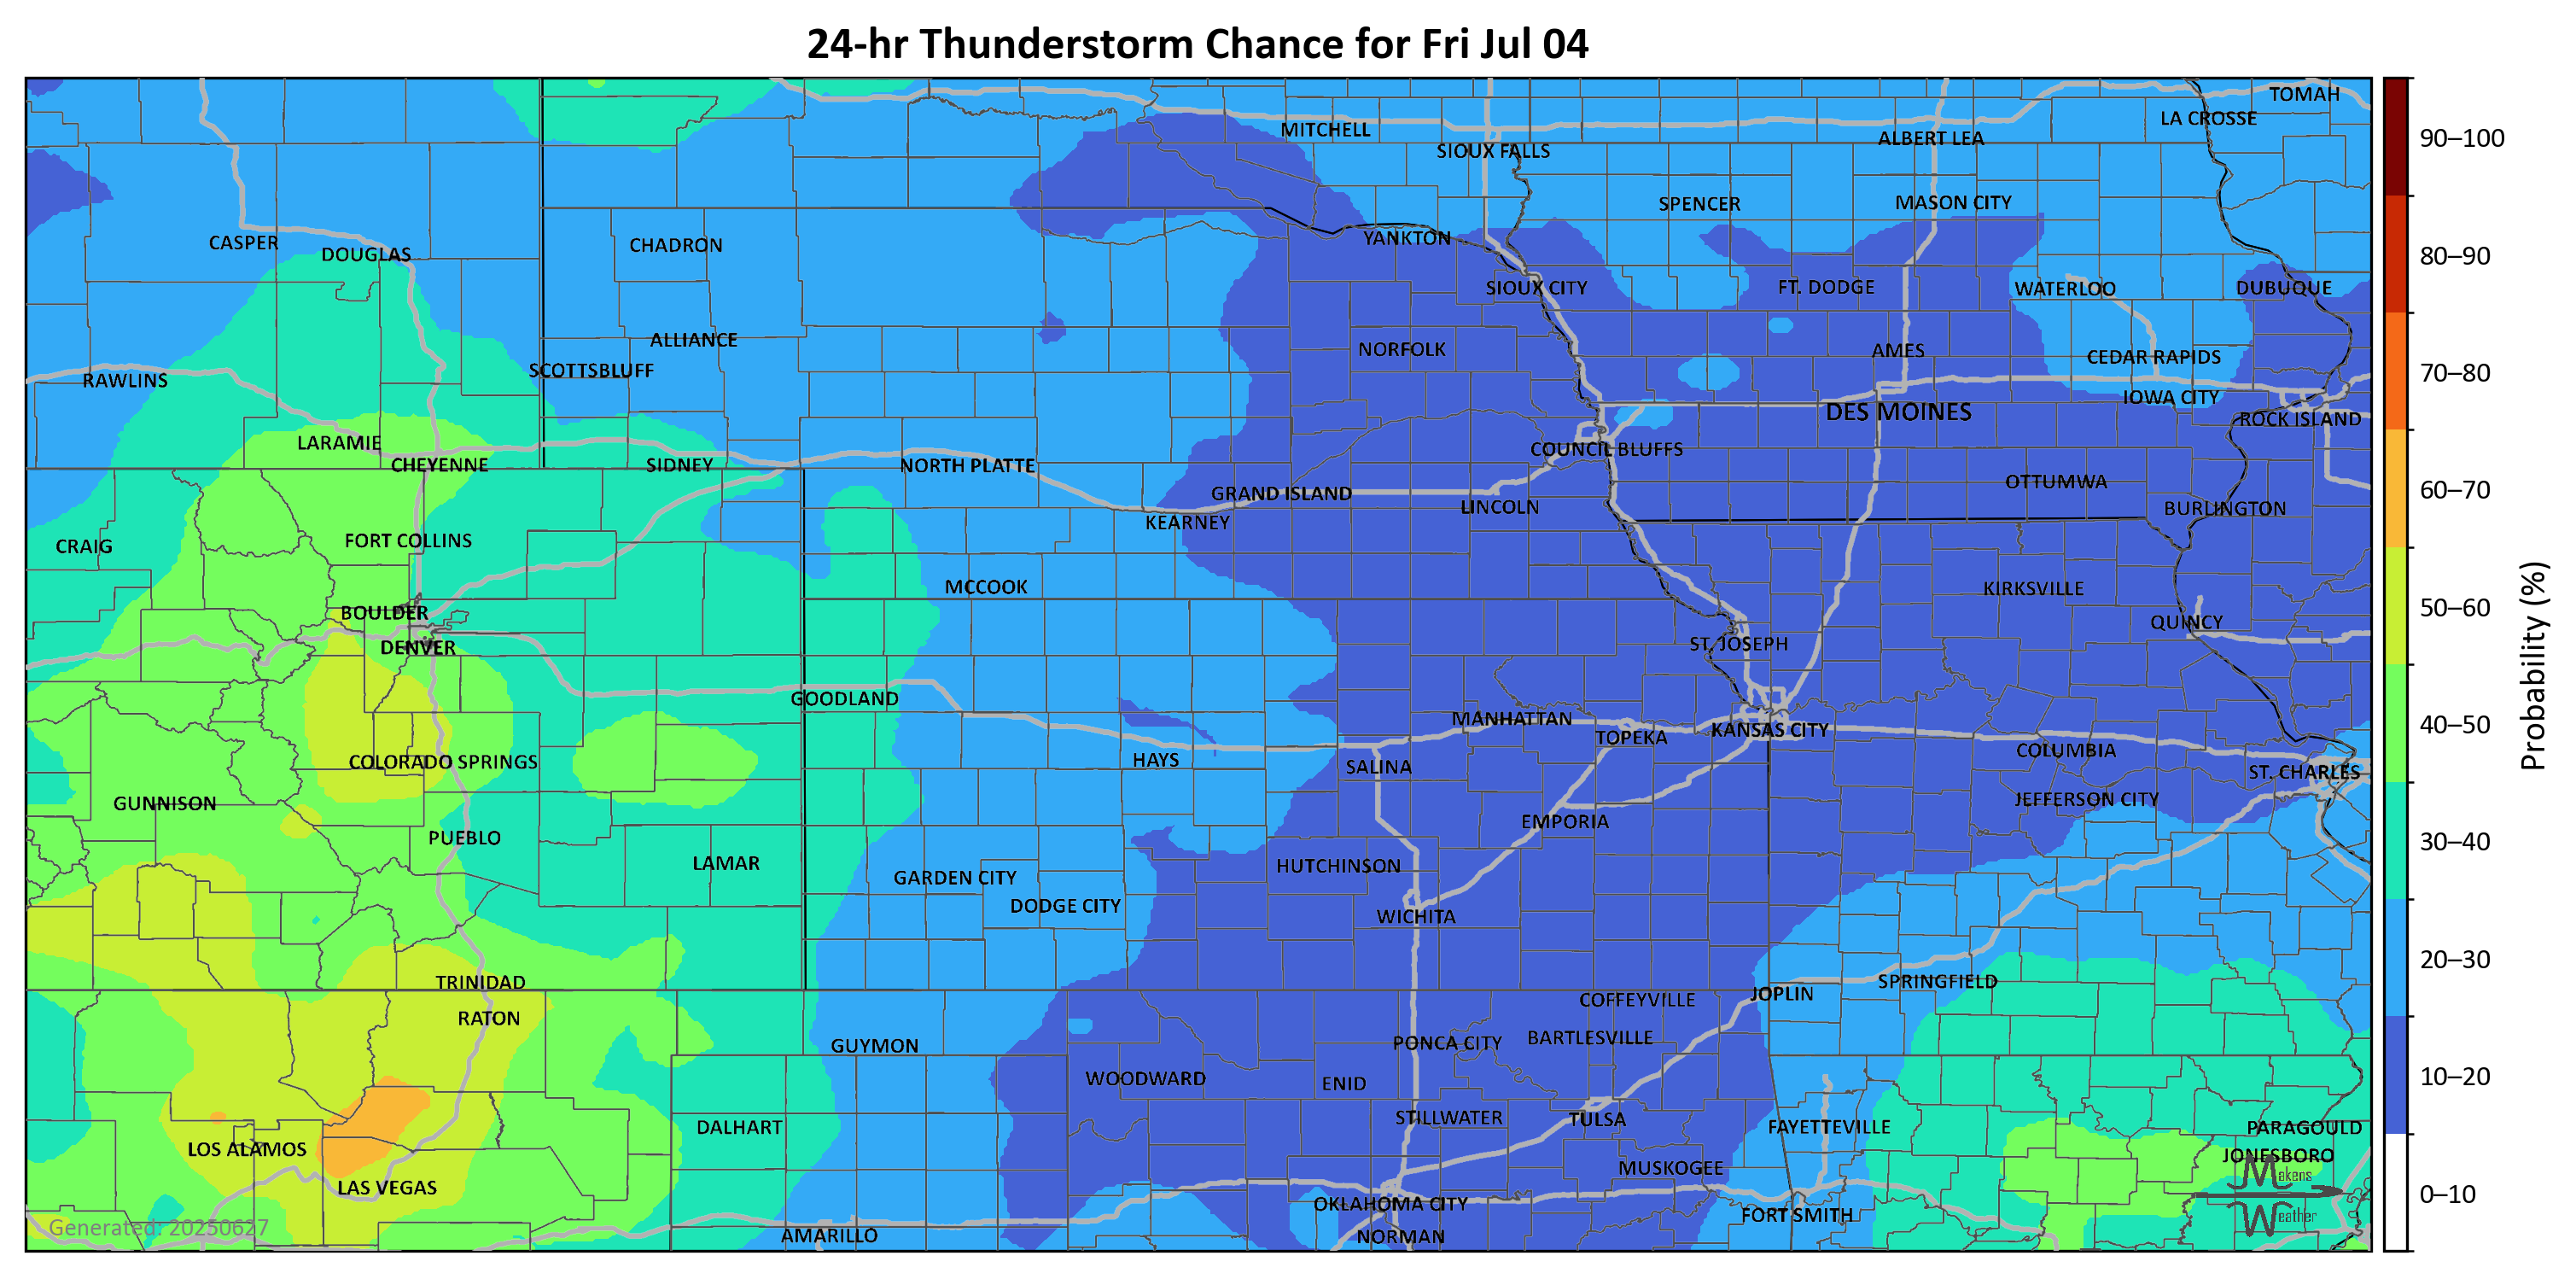 24-hr Thunderstorm Chance for Fri Jul 04
TOMAH
LA CROSSE
MITCHELL
ALBERT LEA
SIOUX FALLS
SPENCER
MASON CITY
CASPER
DOUGLAS
CHADRON
YANKTON
SIOUX CITY
FT. DODGE
WATERLOO
DUBUQUE
ALLIANCE
NORFOLK
AMES
CEDAR RAPIDS
RAWLINS
SCOTTSBLUFF
IOWA CITY
DES MOINES
ROCK ISLAND
LARAMIE
COUNCIL BLUFFS
CHEYENNE
SIDNEY
NORTH PLATTE
OTTUMWA
GRAND ISLAND
LINCOLN
BURLINGTON
KEARNEY
CRAIG
FORT COLLINS
MCCOOK
KIRKSVILLE
BOULDER
QUINCY
DENVER
ST. JOSEPH
GOODLAND
MANHATTAN
TOPEKA
KANSAS CITY
COLUMBIA
COLORADO SPRINGS
HAYS
SALINA
ST. CHARLES
GUNNISON
JEFFERSON CITY
EMPORIA
PUEBLO
LAMAR
HUTCHINSON
GARDEN CITY
DODGE CITY
WICHITA
TRINIDAD
SPRINGFIELD
JOPLIN
COFFEYVILLE
RATON
GUYMON
PONCA CITY
BARTLESVILLE
WOODWARD
ENID
STILLWATER
TULSA
DALHART
FAYETTEVILLE
PARAGOULD
LOS ALAMOS
JONESBORO
MUSKOGEE
LAS VEGAS
OKLAHOMA CITY
FORT SMITH
AMARILLO
NORMAN
Generated: 20250627
Makens
Weather
90–100
80–90
70–80
60–70
50–60
40–50
30–40
20–30
10–20
0–10
Probability (%)